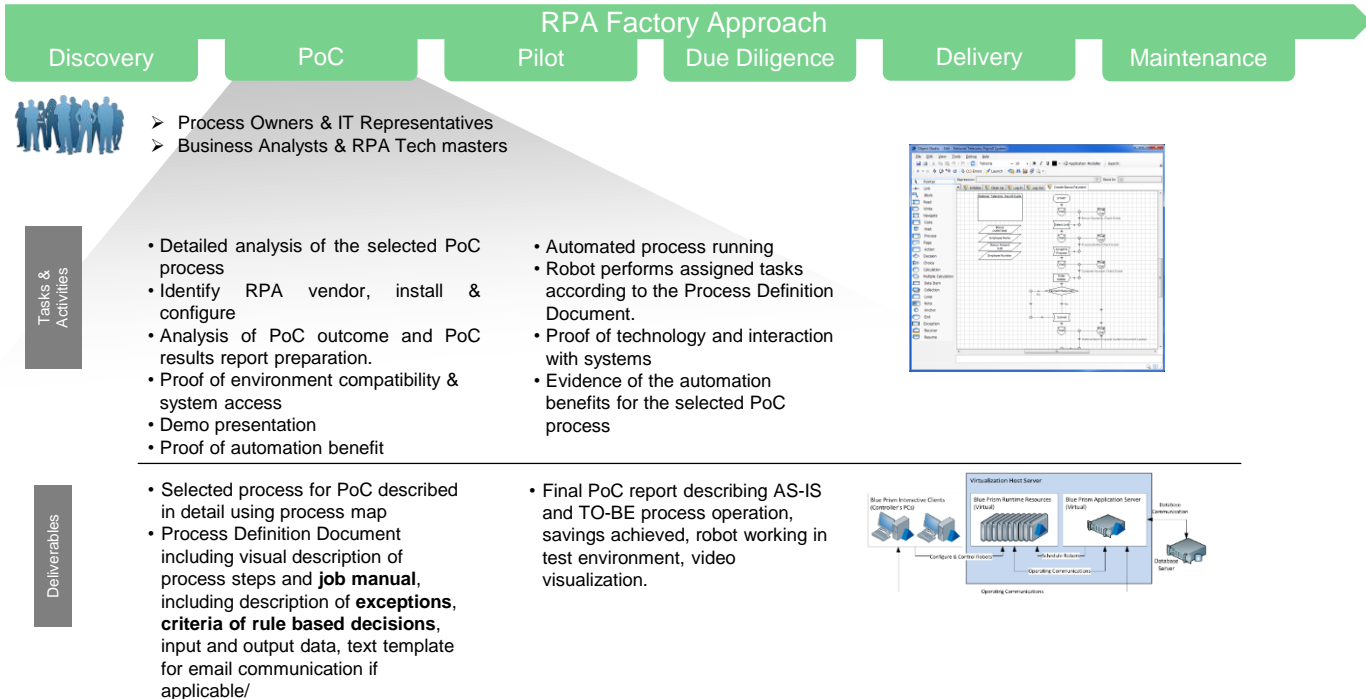 RPA Factory Approach
Discovery
PoC
Pilot
Due Diligence
Delivery
Maintenance
➢ Process Owners & IT Representatives
➢ Business Analysts & RPA Tech masters
Tasks &
Activities
• Detailed analysis of the selected PoC
process
• Identify RPA vendor, install &
configure
• Analysis of PoC outcome and PoC
results report preparation.
• Proof of environment compatibility &
system access
• Demo presentation
• Proof of automation benefit
• Automated process running
• Robot performs assigned tasks
according to the Process Definition
Document.
• Proof of technology and interaction
with systems
• Evidence of the automation
benefits for the selected PoC
process
Deliverables
• Selected process for PoC described
in detail using process map
• Process Definition Document
including visual description of
process steps and job manual,
including description of exceptions,
criteria of rule based decisions,
input and output data, text template
for email communication if
applicable/
• Final PoC report describing AS-IS
and TO-BE process operation,
savings achieved, robot working in
test environment, video
visualization.
Virtualization Host Server
Blue Prism Interactive Clients
(Controller's PCs)
Blue Prism Runtime Resources
(Virtual)
Blue Prism Application Server
(Virtual)
Database
Communication
Configure & Control Robots
Schedule Robots
Operating Communications
Database
Server
Operating Communications